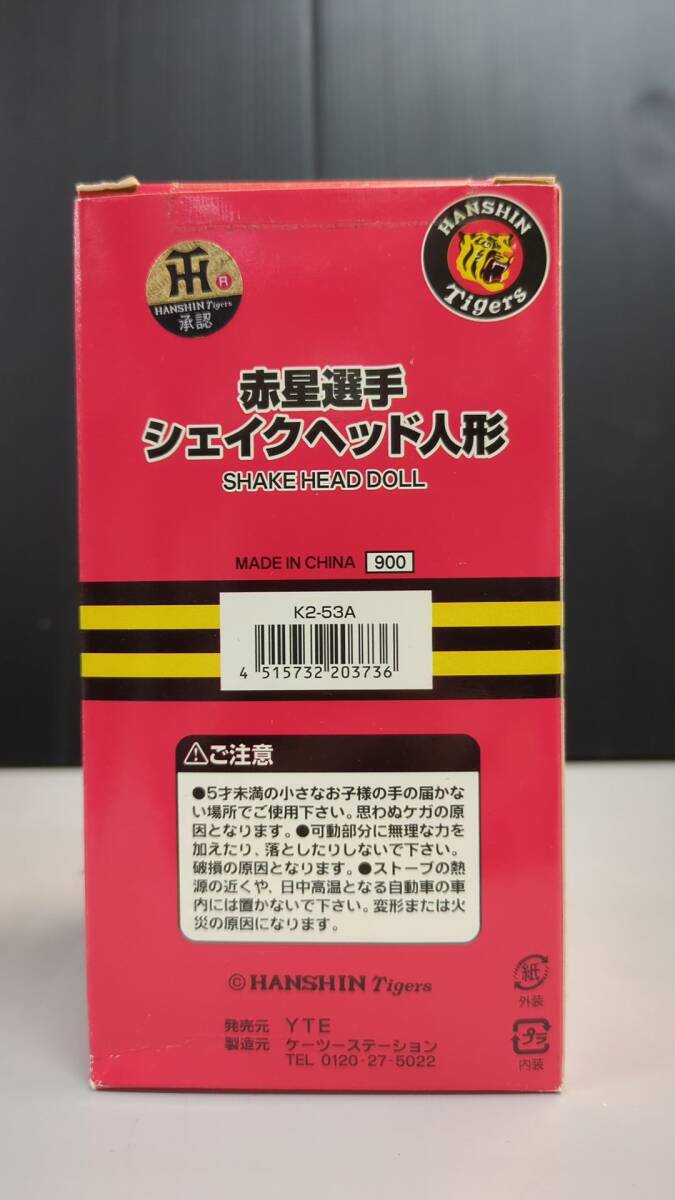 HANSHIN Tigers
承認
HANSHIN
Tigers
赤星選手
シェイクヘッド人形
SHAKE HEAD DOLL
MADE IN CHINA 900
K2-53A
4 515732 203736
⚠ご注意
●5才未満の小さなお子様の手の届かな
い場所でご使用下さい。思わぬケガの原
因となります。●可動部分に無理な力を
加えたり、落としたりしないで下さい。
破損の原因となります。●ストーブの熱
源の近くや、日中高温となる自動車の車
内には置かないで下さい。変形または火
災の原因になります。
©HANSHIN Tigers
紙
外装
発売元 YTE
製造元 ケーツーステーション
TEL 0120-27-5022
プラ
内装